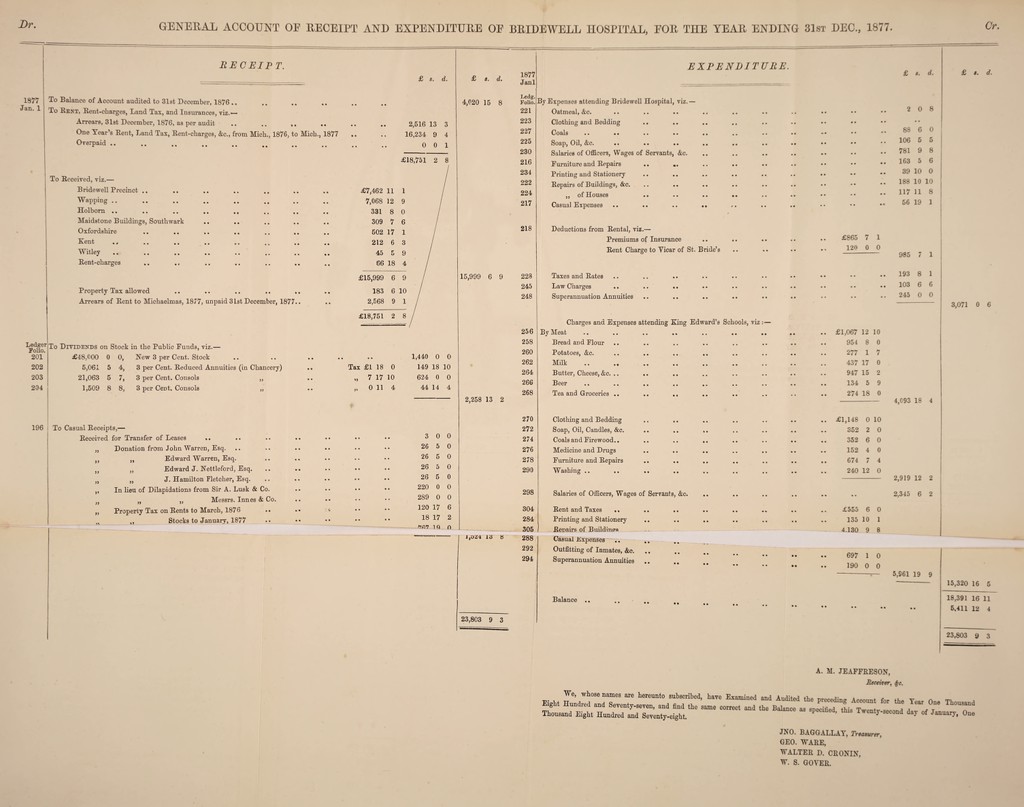 Dr. GENERAL ACCOUNT OF RECEIPT AND EXPENDITURE OF BRIDEWELL HOSPITAL, FOR THE YEAR ENDING 31ST DEC., 1877. Cr.
RECEIPT.
£ s. d. £ s. d.
1877 Jan. 1 To Balance of Account audited to 31st December, 1876 .. 4,020 15 8
To RENT, Rent-charges, Land Tax, and Insurances, viz.—
Arrears, 31st December, 1876, as per audit 2,516 13 3
One Year's Rent, Land Tax, Rent-charges, &c., from Mich., 1876, to Mich., 1877 16,234 9 4
Overpaid .. 0 0 1
£18,751 2 8
To Received, viz.—
Bridewell Precinct .. £7,462 11 1
Wapping .. 7,068 12 9
Holborn .. 331 8 0
Maidstone Buildings, Southwark 309 7 6
Oxfordshire 502 17 1
Kent 212 6 3
Witley 45 5 9
Rent-charges 66 18 4
£15,999 6 9 15,999 6 9
Property Tax allowed 183 6 10
Arrears of Rent to Michaelmas, 1877, unpaid 31st December, 1877.. 2,568 9 1
£18,751 2 8
Ledger Folio. To DIVIDENDS on Stock in the Public Funds, viz.—
201 £48,000 0 0, New 3 per Cent. Stock 1,440 0 0
202 5,061 5 4, 3 per Cent. Reduced Annuities (in Chancery) .. Tax £1 18 0 149 18 10
203 21,063 5 7, 3 per Cent. Consols „ .. „ 7 17 10 624 0 0
204 1,509 8 8, 3 per Cent. Consols „ .. „ 0 11 4 44 14 4
2,258 13 2
196 To Casual Receipts,—
Received for Transfer of Leases 3 0 0
„ Donation from John Warren, Esq. .. 26 5 0
„ „ Edward Warren, Esq. 26 5 0
„ „ Edward J. Nettleford, Esq. 26 5 0
„ „ J. Hamilton Fletcher, Esq. 26 5 0
„ In lieu of Dilapidations from Sir A. Lusk & Co. 220 0 0
„ „ „ Messrs. Innes & Co. 289 0 0
„ Property Tax on Rents to March, 1876 120 17 6
„ „ Stocks to January, 1877 18 17 2
1,524 13 8
23,803 9 3
EXPENDITURE.
£ s. d. £ s. d.
1877 Jan1
Ledg. Folio. By Expenses attending Bridewell Hospital, viz.—
221 Oatmeal, &c. 2 0 8
223 Clothing and Bedding ..
227 Coals 88 6 0
225 Soap, Oil, &c. 106 5 5
230 Salaries of Officers, Wages of Servants, &c. 781 9 8
216 Furniture and Repairs 163 5 6
234 Printing and Stationery 39 10 0
222 Repairs of Buildings, &c. 188 10 10
224 „ of Houses 117 11 8
217 Casual Expenses .. 56 19 1
218 Deductions from Rental, viz.—
Premiums of Insurance £865 7 1
Rent Charge to Vicar of St. Bride's 120 0 0
985 7 1
228 Taxes and Rates .. 193 8 1
245 Law Charges 103 6 6
248 Superannuation Annuities .. 245 0 0
3,071 0 6
Charges and Expenses attending King Edward's Schools, viz:—
256 By Meat £1,067 12 10
258 Bread and Flour .. 954 8 6
260 Potatoes, &c. 277 1 7
262 Milk 437 17 0
264 Butter, Cheese, &c. .. 947 15 2
266 Beer 134 5 9
268 Tea and Groceries .. 274 18 0
4,093 18 4
270 Clothing and Bedding £1,148 0 10
272 Soap, Oil, Candles, &c. 352 2 0
274 Coals and Firewood.. 352 6 0
276 Medicine and Drugs 152 4 0
278 Furniture and Repairs 674 7 4
290 Washing .. 240 12 0
2,919 12 2
298 Salaries of Officers, Wages of Servants, &c. 2,345 6 2
304 Rent and Taxes .. £555 6 0
284 Printing and Stationery 135 10 1
305 Repairs of Buildings 4,130 9 8
288 Casual Expenses ..
292 Outfitting of Inmates, &c. .. 697 1 0
294 Superannuation Annuities .. 190 0 0
5,961 19 9
15,320 16 5
18,391 16 11
Balance .. 5,411 12 4
23,803 9 3
A. M. JEAFFRESON,
Receiver, &c.
We, whose names are hereunto subscribed, have Examined and Audited the preceding Account for the Year One Thousand
Eight Hundred and Seventy-seven, and find the same correct and the Balance as specified, this Twenty-second day of January, One
Thousand Eight Hundred and Seventy-eight.
JNO. BAGGALLAY, Treasurer,
GEO. WARE,
WALTER D. CRONIN,
W. S. GOVER.